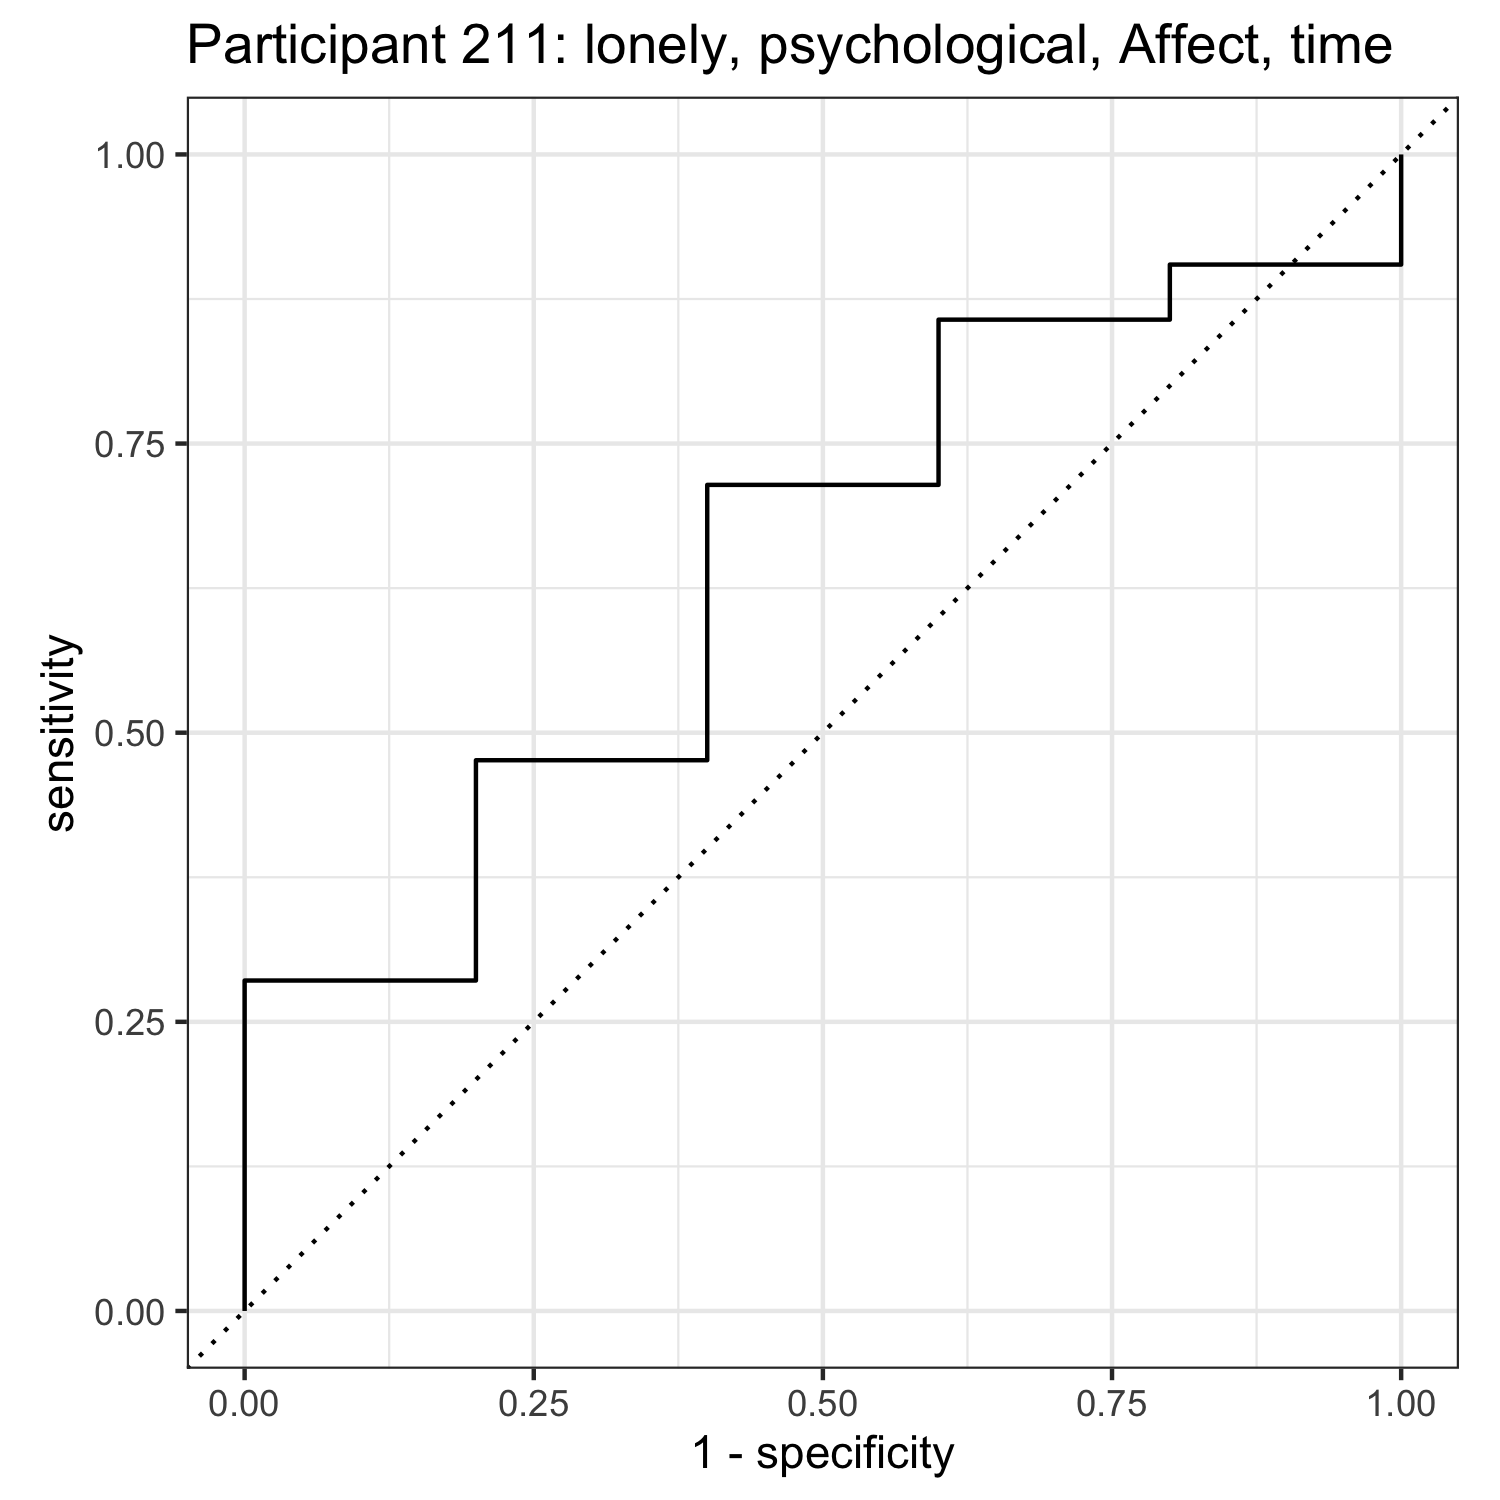 Participant 211: lonely, psychological, Affect, time
1.00
0.75
0.50
0.25
0.00
sensitivity
0.00 0.25 0.50 0.75 1.00
1 - specificity